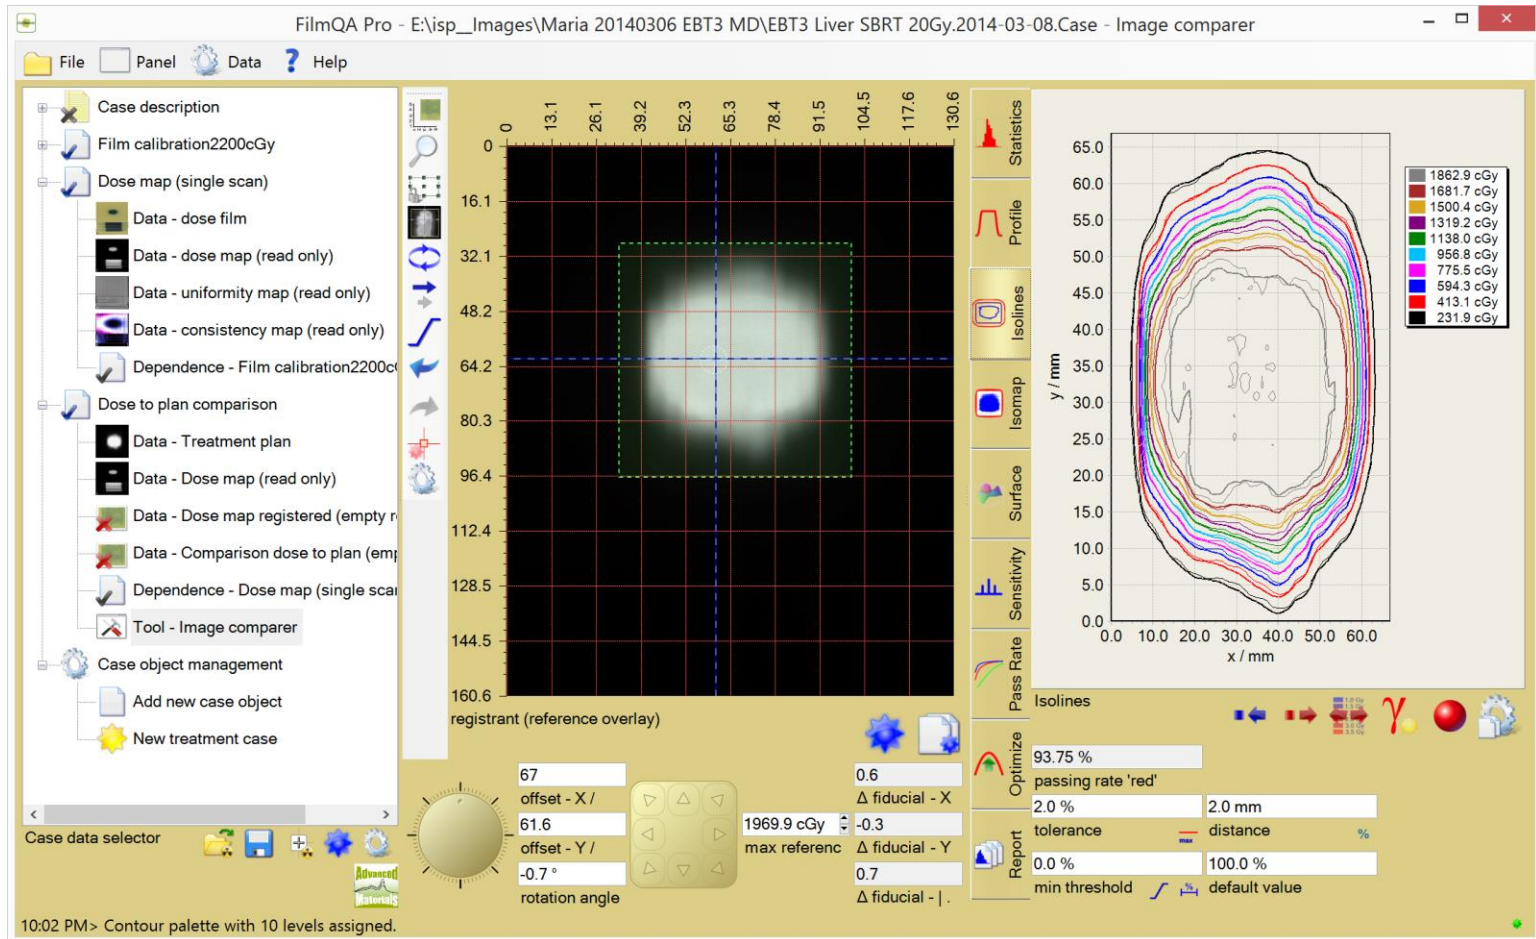 FilmQA Pro - E:\isp__Images\Maria 20140306 EBT3 MD\EBT3 Liver SBRT 20Gy.2014-03-08.Case - Image comparer
File Panel Data ? Help
Case description
Film calibration2200cGy
Dose map (single scan)
Data - dose film
Data - dose map (read only)
Data - uniformity map (read only)
Data - consistency map (read only)
Dependence - Film calibration2200c
Dose to plan comparison
Data - Treatment plan
Data - Dose map (read only)
Data - Dose map registered (empty r
Data - Comparison dose to plan (emp
Dependence - Dose map (single scan
Tool - Image comparer
Case object management
Add new case object
New treatment case
Case data selector
Advanced
Materials
10:02 PM> Contour palette with 10 levels assigned.
0 13.1 26.1 39.2 52.3 65.3 78.4 91.5 104.5 117.6 130.6
0
16.1
32.1
48.2
64.2
80.3
96.4
112.4
128.5
144.5
160.6
registrant (reference overlay)
67
offset - X /
61.6
offset - Y /
-0.7 °
rotation angle
1969.9 cGy
max referenc
0.6
Δ fiducial - X
-0.3
Δ fiducial - Y
0.7
Δ fiducial - | .
Statistics
Profile
Isolines
Isomap
Surface
Sensitivity
Pass Rate
Optimize
Report
65.0
60.0
55.0
50.0
45.0
40.0
35.0
30.0
25.0
20.0
15.0
10.0
5.0
0.0
y / mm
0.0 10.0 20.0 30.0 40.0 50.0 60.0
x / mm
1862.9 cGy
1681.7 cGy
1500.4 cGy
1319.2 cGy
1138.0 cGy
956.8 cGy
775.5 cGy
594.3 cGy
413.1 cGy
231.9 cGy
Isolines
γ
93.75 %
passing rate 'red'
2.0 % 2.0 mm
tolerance max distance %
0.0 % 100.0 %
min threshold % default value